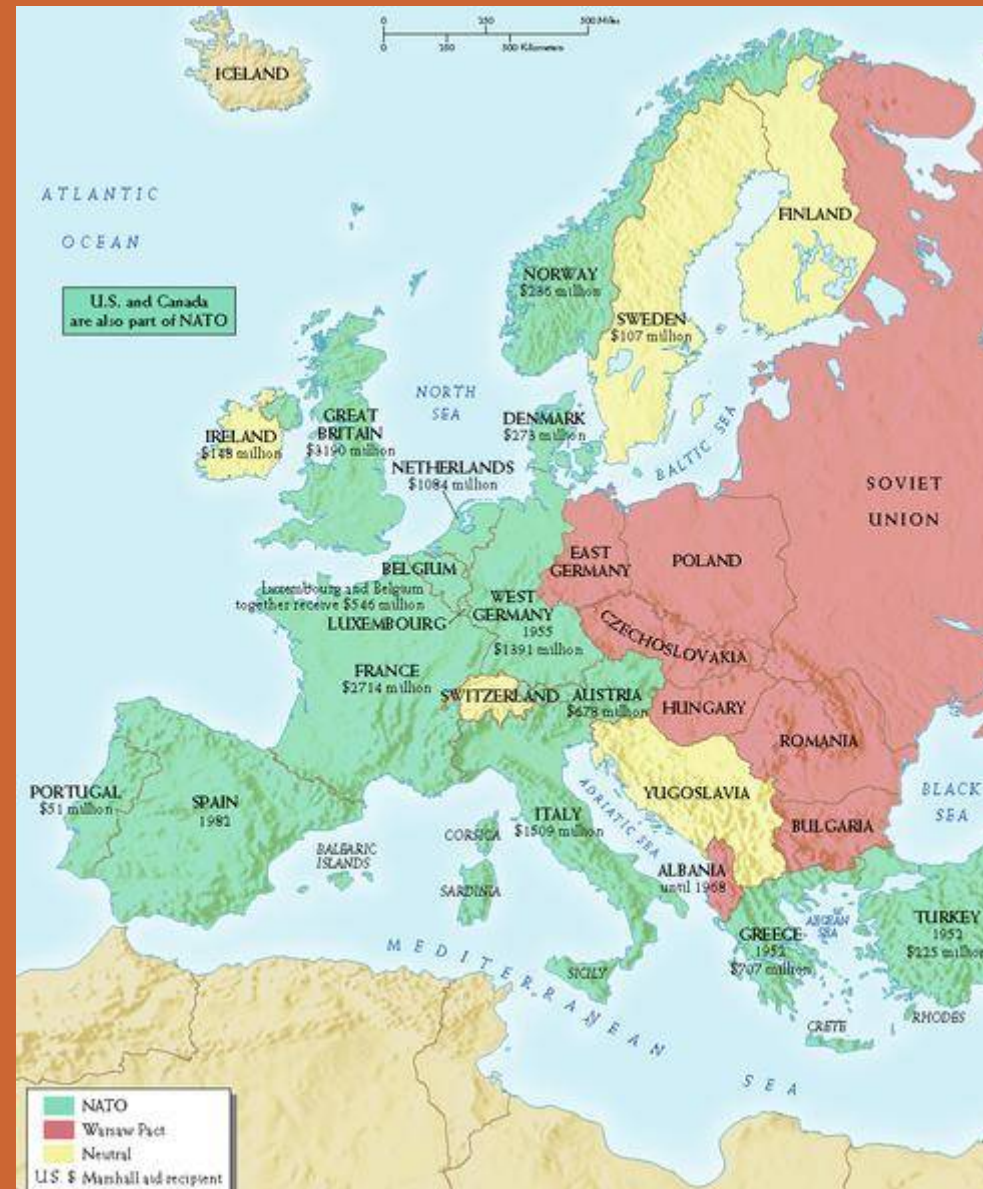 0 250 500 Miles
0 250 500 Kilometers
ICELAND
ATLANTIC
OCEAN
FINLAND
NORWAY
$236 million
U.S. and Canada
are also part of NATO
SWEDEN
$107 million
NORTH
SEA
IRELAND
$148 million
GREAT
BRITAIN
$3190 million
DENMARK
$273 million
BALTIC SEA
NETHERLANDS
$1084 million
SOVIET
UNION
EAST
GERMANY
POLAND
BELGIUM
Luxembourg and Belgium
together receive $546 million
LUXEMBOURG
WEST
GERMANY
1955
$1391 million
CZECHOSLOVAKIA
FRANCE
$2714 million
SWITZERLAND
AUSTRIA
$678 million
HUNGARY
ROMANIA
PORTUGAL
$51 million
SPAIN
1982
YUGOSLAVIA
BLACK
SEA
ITALY
$1509 million
ADRIATIC SEA
BULGARIA
CORSICA
BALEARIC
ISLANDS
SARDINIA
ALBANIA
until 1968
GREECE
1952
$707 million
AEGEAN
SEA
TURKEY
1952
$225 million
MEDITERRANEAN
SEA
SICILY
CRETE
RHODES
NATO
Warsaw Pact
Neutral
U.S. $ Marshall aid recipient